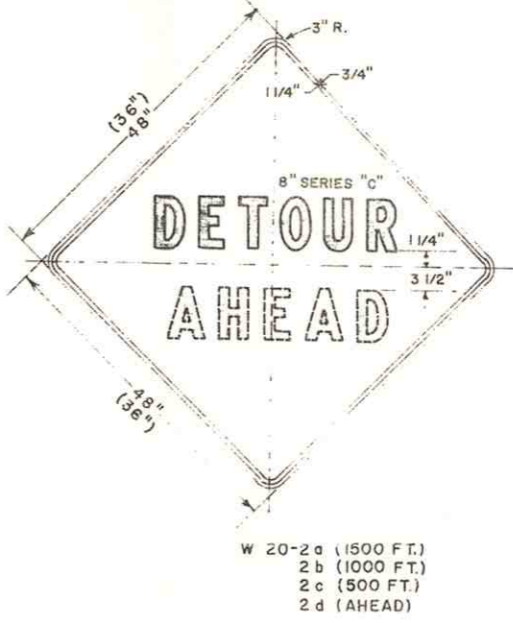 3" R.
3/4"
1 1/4"
(36")
48"
8" SERIES "C"
DETOUR
1 1/4"
3 1/2"
AHEAD
48"
(36")
W 20-2a (1500 FT.)
2b (1000 FT.)
2c (500 FT.)
2d (AHEAD)